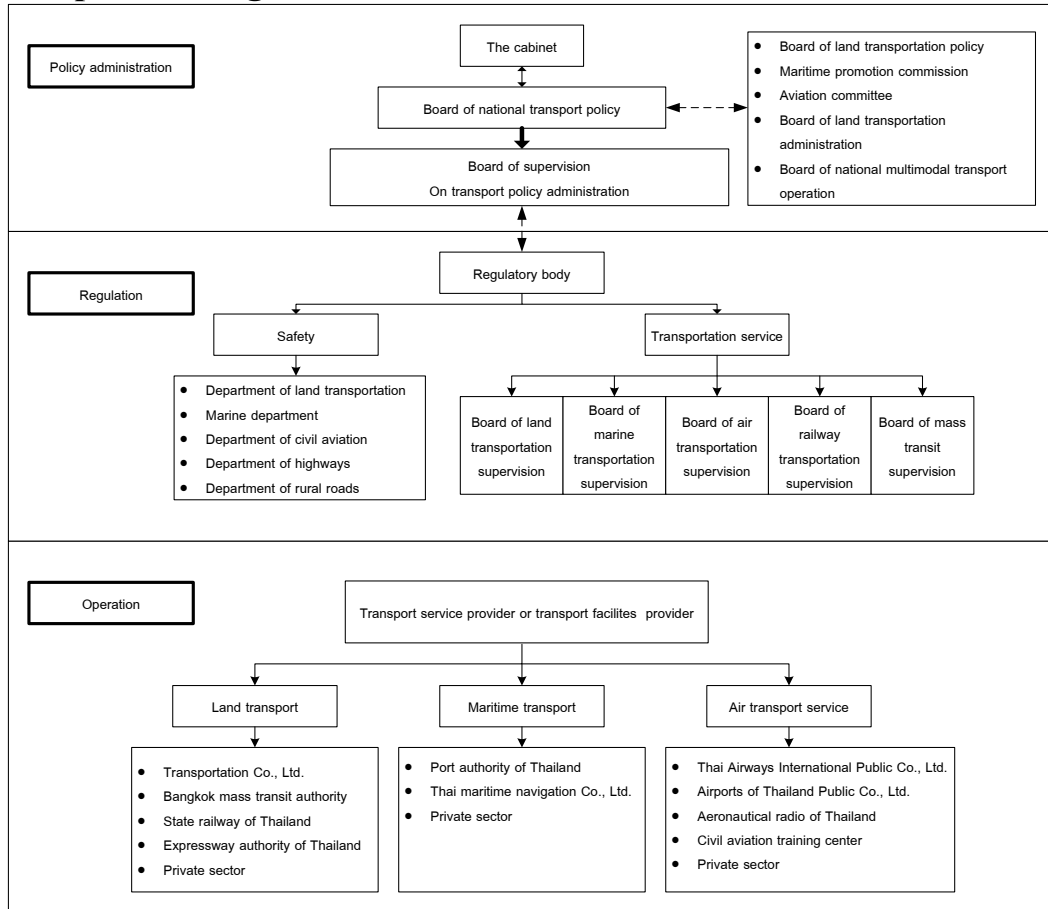 The cabinet
Policy administration
Board of national transport policy
Board of supervision
On transport policy administration
• Board of land transportation policy
• Maritime promotion commission
• Aviation committee
• Board of land transportation
administration
• Board of national multimodal transport
operation
Regulation
Regulatory body
Safety
• Department of land transportation
• Marine department
• Department of civil aviation
• Department of highways
• Department of rural roads
Transportation service
Board of land
transportation
supervision
Board of
marine
transportation
supervision
Board of air
transportation
supervision
Board of
railway
transportation
supervision
Board of mass
transit
supervision
Operation
Transport service provider or transport facilites provider
Land transport
• Transportation Co., Ltd.
• Bangkok mass transit authority
• State railway of Thailand
• Expressway authority of Thailand
• Private sector
Maritime transport
• Port authority of Thailand
• Thai maritime navigation Co., Ltd.
• Private sector
Air transport service
• Thai Airways International Public Co., Ltd.
• Airports of Thailand Public Co., Ltd.
• Aeronautical radio of Thailand
• Civil aviation training center
• Private sector